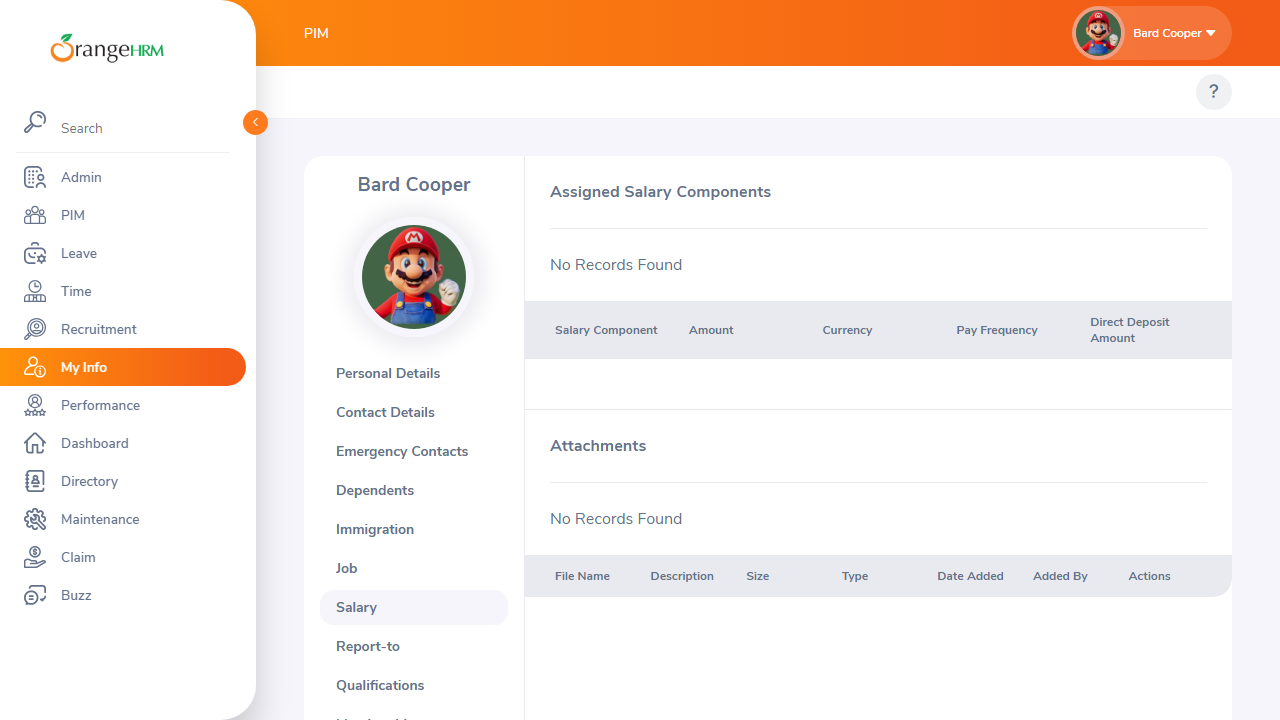 PIM
Bard Cooper
OrangeHRM
?
Search
Admin
PIM
Leave
Time
Recruitment
My Info
Performance
Dashboard
Directory
Maintenance
Claim
Buzz
Bard Cooper
Personal Details
Contact Details
Emergency Contacts
Dependents
Immigration
Job
Salary
Report-to
Qualifications
Assigned Salary Components
No Records Found
Salary Component Amount Currency Pay Frequency Direct Deposit
Amount
Attachments
No Records Found
File Name Description Size Type Date Added Added By Actions